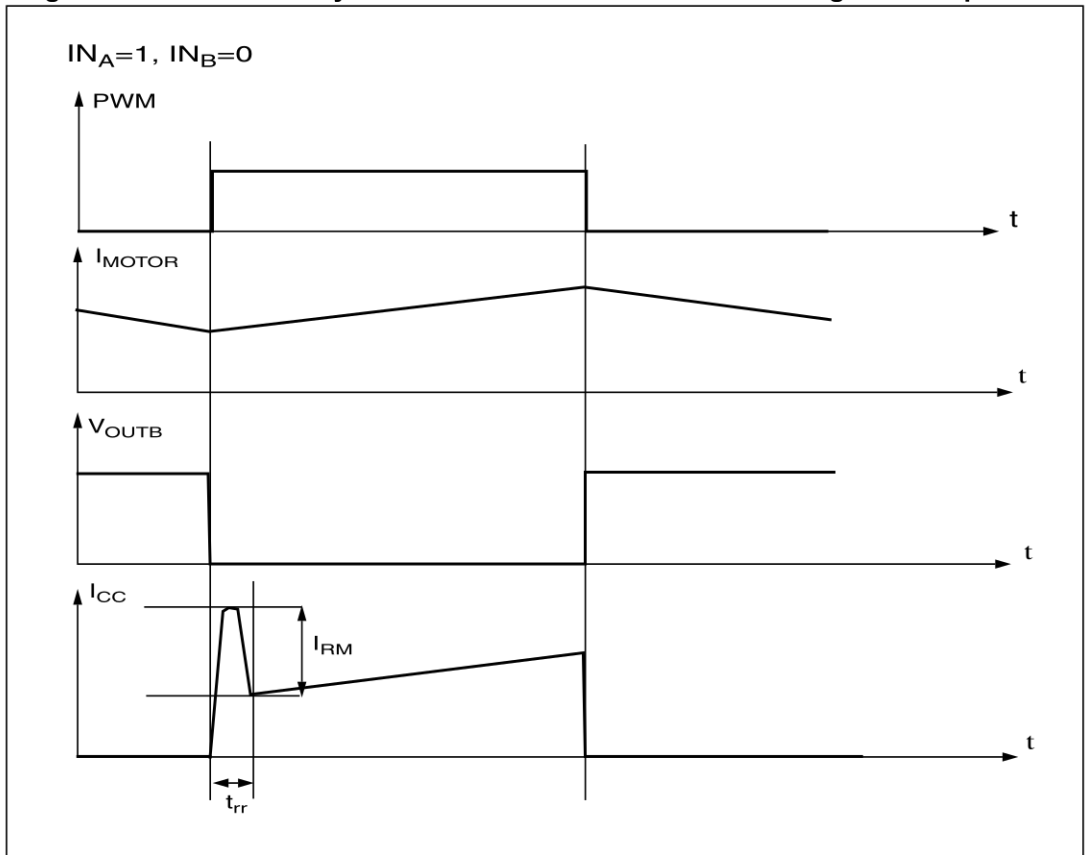 IN_A=1, IN_B=0
PWM
t
I_MOTOR
t
V_OUTB
t
I_CC
I_RM
t
t_rr